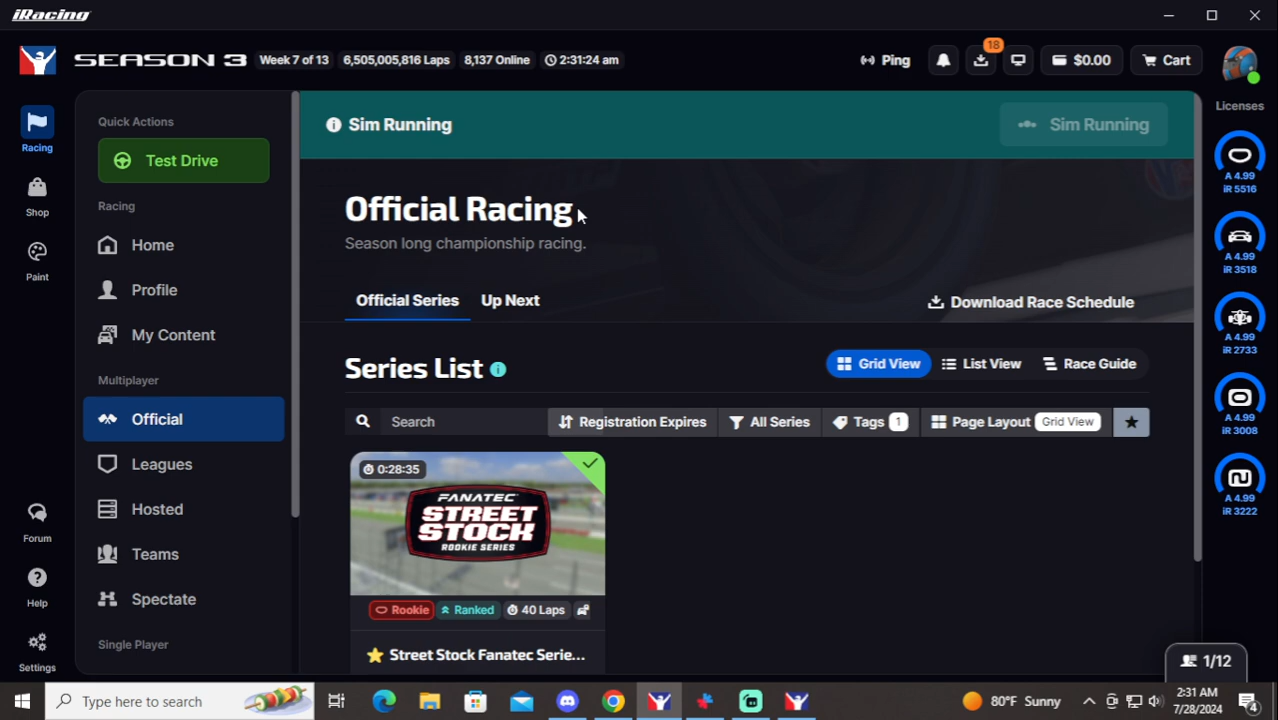 iRacing
SEASON 3
Week 7 of 13
6,505,005,816 Laps
8,137 Online
2:31:24 am
Ping
18
$0.00
Cart
Racing
Shop
Paint
Forum
Help
Settings
Quick Actions
Test Drive
Racing
Home
Profile
My Content
Multiplayer
Official
Leagues
Hosted
Teams
Spectate
Single Player
Sim Running
Sim Running
Official Racing
Season long championship racing.
Official Series
Up Next
Download Race Schedule
Series List
Grid View
List View
Race Guide
Search
Registration Expires
All Series
Tags 1
Page Layout Grid View
0:28:35
FANATEC
STREET
STOCK
ROOKIE SERIES
Rookie
Ranked
40 Laps
Street Stock Fanatec Serie...
Licenses
A 4.99
iR 5516
A 4.99
iR 3518
A 4.99
iR 2733
A 4.99
iR 3008
A 4.99
iR 3222
1/12
Type here to search
80°F Sunny
2:31 AM
7/28/2024
4